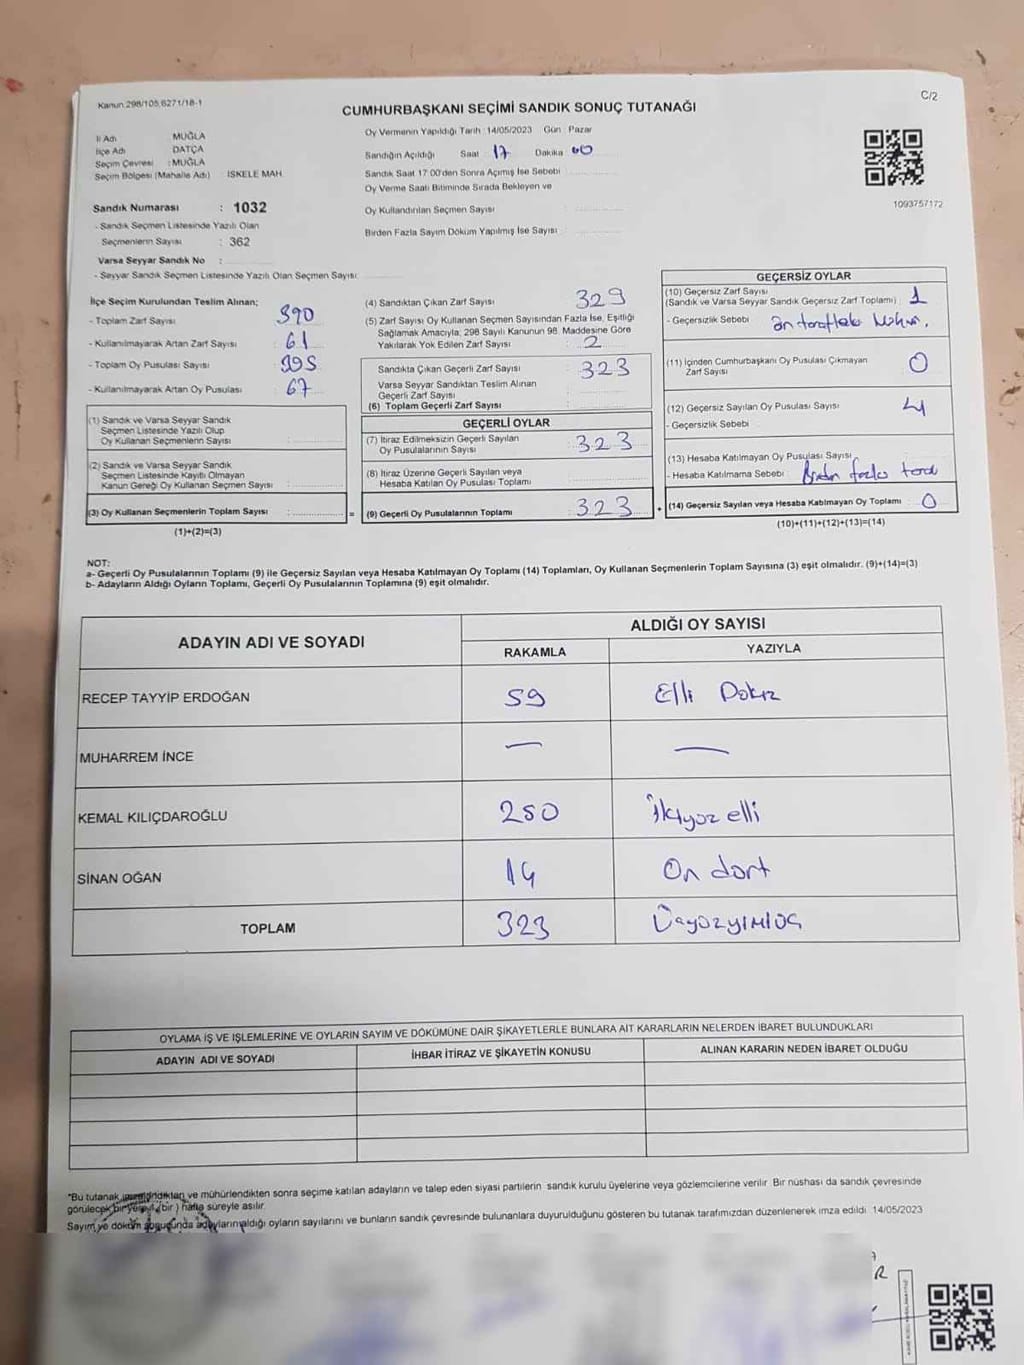 Kanun 298/105,6271/18-1
C/2
CUMHURBAŞKANI SEÇİMİ SANDIK SONUÇ TUTANAĞI
İl Adı MUĞLA
İlçe Adı DATÇA
Seçim Çevresi : MUĞLA
Seçim Bölgesi (Mahalle Adı) İSKELE MAH.
Sandık Numarası : 1032
- Sandık Seçmen Listesinde Yazılı Olan
Seçmenlerin Sayısı : 362
Varsa Seyyar Sandık No :
- Seyyar Sandık Seçmen Listesinde Yazılı Olan Seçmen Sayısı:
Oy Vermenin Yapıldığı Tarih :14/05/2023 Gün : Pazar
Sandığın Açıldığı Saat : 17 Dakika : 00
Sandık Saat 17:00'den Sonra Açımış İse Sebebi :
Oy Verme Saati Bitiminde Sırada Bekleyen ve
Oy Kullandırılan Seçmen Sayısı :
Birden Fazla Sayım Döküm Yapılmış İse Sayısı :
1093757172
İlçe Seçim Kurulundan Teslim Alınan;
- Toplam Zarf Sayısı : 390
- Kullanılmayarak Artan Zarf Sayısı : 61
- Toplam Oy Pusulası Sayısı : 395
- Kullanılmayarak Artan Oy Pusulası : 67
(1) Sandık ve Varsa Seyyar Sandık
Seçmen Listesinde Yazılı Olup
Oy Kullanan Seçmenlerin Sayısı :
(2) Sandık ve Varsa Seyyar Sandık
Seçmen Listesinde Kayıtlı Olmayan
Kanun Gereği Oy Kullanan Seçmen Sayısı :
(3) Oy Kullanan Seçmenlerin Toplam Sayısı : =
(1)+(2)=(3)
(4) Sandıktan Çıkan Zarf Sayısı : 329
(5) Zarf Sayısı Oy Kullanan Seçmen Sayısından Fazla İse, Eşitliği
Sağlamak Amacıyla; 298 Sayılı Kanunun 98. Maddesine Göre
Yakılarak Yok Edilen Zarf Sayısı : 2
Sandıkta Çıkan Geçerli Zarf Sayısı : 323
Varsa Seyyar Sandıktan Teslim Alınan
Geçerli Zarf Sayısı :
(6) Toplam Geçerli Zarf Sayısı :
GEÇERLİ OYLAR
(7) İtiraz Edilmeksizin Geçerli Sayılan
Oy Pusulalarının Sayısı : 323
(8) İtiraz Üzerine Geçerli Sayılan veya
Hesaba Katılan Oy Pusulası Toplamı :
(9) Geçerli Oy Pusulalarının Toplamı : 323 +
GEÇERSİZ OYLAR
(10) Geçersiz Zarf Sayısı
(Sandık ve Varsa Seyyar Sandık Geçersiz Zarf Toplamı) : 1
- Geçersizlik Sebebi :
(11) İçinden Cumhurbaşkanı Oy Pusulası Çıkmayan
Zarf Sayısı : 0
(12) Geçersiz Sayılan Oy Pusulası Sayısı : 4
- Geçersizlik Sebebi :
(13) Hesaba Katılmayan Oy Pusulası Sayısı :
- Hesaba Katılmama Sebebi : Birden fazla
(14) Geçersiz Sayılan veya Hesaba Katılmayan Oy Toplamı : 0
(10)+(11)+(12)+(13)=(14)
NOT:
a- Geçerli Oy Pusulalarının Toplamı (9) ile Geçersiz Sayılan veya Hesaba Katılmayan Oy Toplamı (14) Toplamları, Oy Kullanan Seçmenlerin Toplam Sayısına (3) eşit olmalıdır. (9)+(14)=(3)
b- Adayların Aldığı Oyların Toplamı, Geçerli Oy Pusulalarının Toplamına (9) eşit olmalıdır.
ADAYIN ADI VE SOYADI
ALDIĞI OY SAYISI
RAKAMLA YAZIYLA
RECEP TAYYİP ERDOĞAN 59 Elli Dokuz
MUHARREM İNCE — —
KEMAL KILIÇDAROĞLU 250 İkiyüz elli
SİNAN OĞAN 14 On dört
TOPLAM 323 Üçyüzyirmiüç
OYLAMA İŞ VE İŞLEMLERİNE VE OYLARIN SAYIM VE DÖKÜMÜNE DAİR ŞİKAYETLERLE BUNLARA AİT KARARLARIN NELERDEN İBARET BULUNDUKLARI
ADAYIN ADI VE SOYADI İHBAR İTİRAZ VE ŞİKAYETİN KONUSU ALINAN KARARIN NEDEN İBARET OLDUĞU
*Bu tutanak imzalandıktan ve mühürlendikten sonra seçime katılan adayların ve talep eden siyasi partilerin sandık kurulu üyelerine veya gözlemcilerine verilir. Bir nüshası da sandık çevresinde
görülecek bir yere 1 (bir) hafta süreyle asılır.
Sayım ve döküm sonucunda adayların aldığı oyların sayılarını ve bunların sandık çevresinde bulunanlara duyurulduğunu gösteren bu tutanak tarafımızdan düzenlenerek imza edildi. 14/05/2023